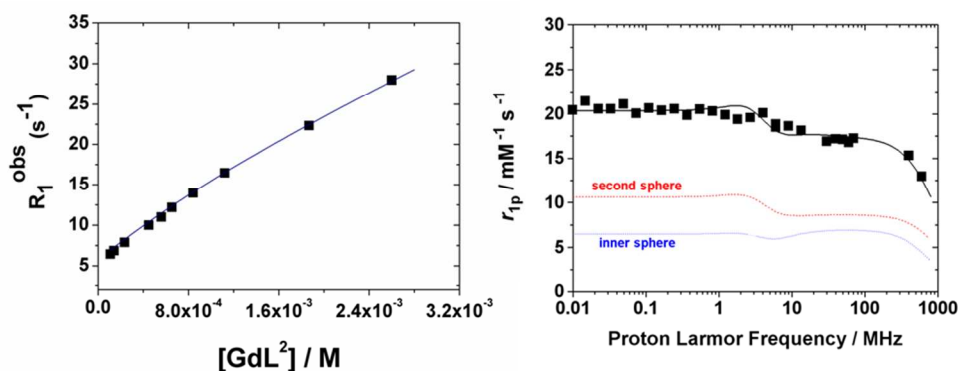 35
30
25
20
15
10
5
R₁ᵒᵇˢ (s⁻¹)
0.0
8.0x10⁻⁴
1.6x10⁻³
2.4x10⁻³
3.2x10⁻³
[GdL²] / M
30
25
20
15
10
5
0
r₁ₚ / mM⁻¹ s⁻¹
second sphere
inner sphere
0.01
0.1
1
10
100
1000
Proton Larmor Frequency / MHz